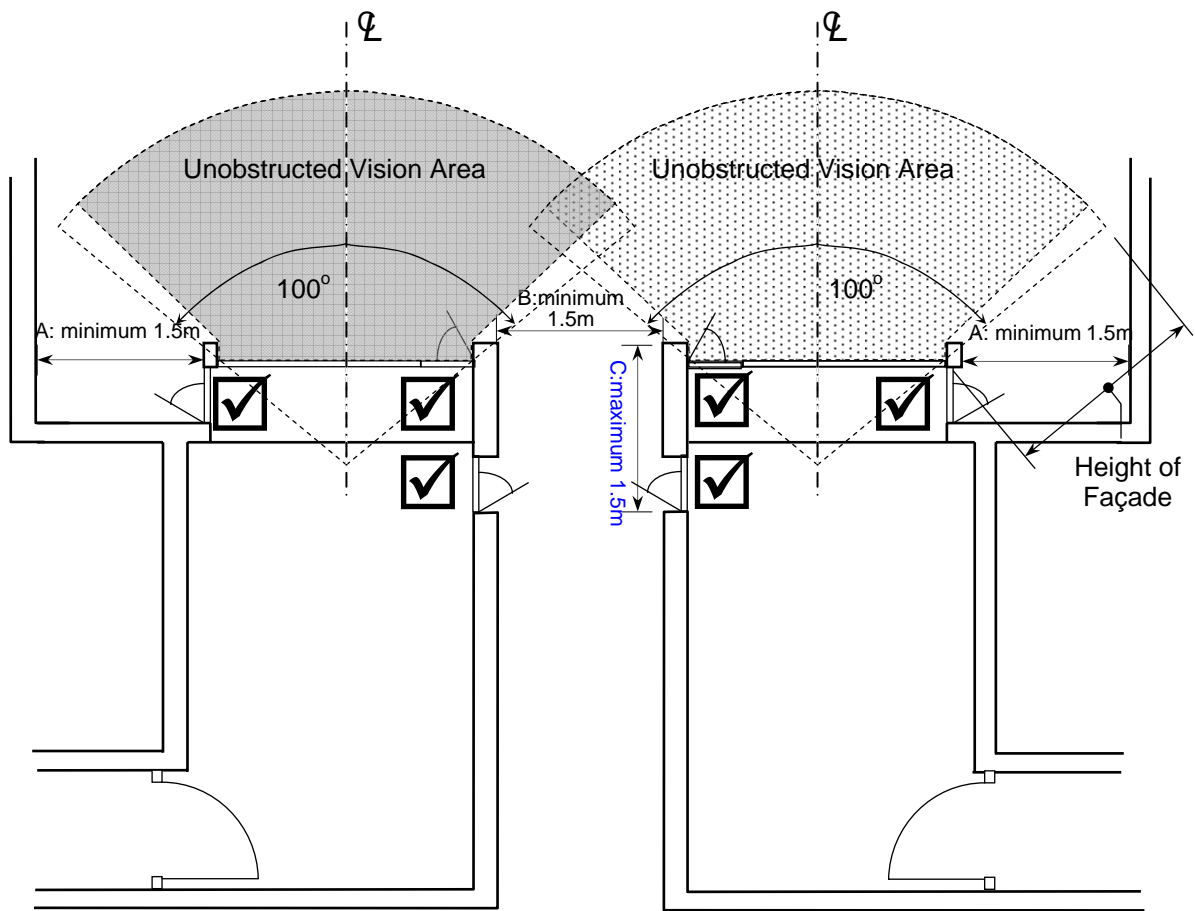 ℄
℄
Unobstructed Vision Area
Unobstructed Vision Area
100°
B:minimum
1.5m
100°
A: minimum 1.5m
A: minimum 1.5m
C:maximum 1.5m
Height of
Façade